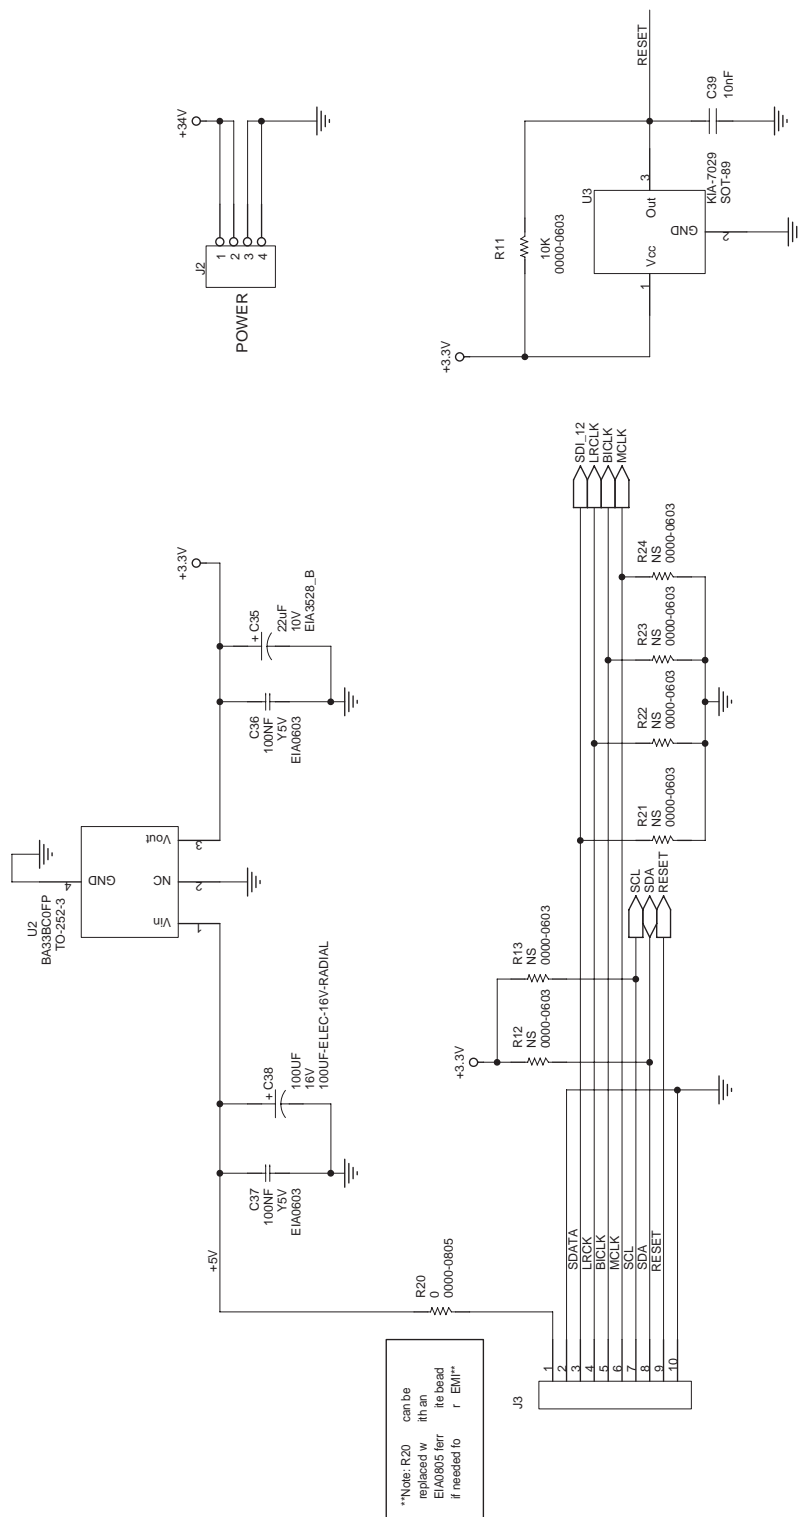 +34V
J2
1
2
3
4
POWER
RESET
C39
10nF
U3
3
Out
GND
2
Vcc
1
KIA-7029
SOT-89
R11
10K
0000-0603
+3.3V
+3.3V
+ C35
22uF
10V
EIA3528_B
C36
100NF
Y5V
EIA0603
U2
BA33BC0FP
TO-252-3
4
GND
Vout
3
NC
2
Vin
1
+ C38
100UF
16V
100UF-ELEC-16V-RADIAL
C37
100NF
Y5V
EIA0603
+5V
R20
0
0000-0805
SDI_12
LRCLK
BICLK
MCLK
R24
NS
0000-0603
R23
NS
0000-0603
R22
NS
0000-0603
R21
NS
0000-0603
SCL
SDA
RESET
R13
NS
0000-0603
R12
NS
0000-0603
+3.3V
SDATA
LRCK
BICLK
MCLK
SCL
SDA
RESET
1
2
3
4
5
6
7
8
9
10
J3
**Note: R20 can be
replaced w ith an
EIA0805 ferr ite bead
if needed fo r EMI**